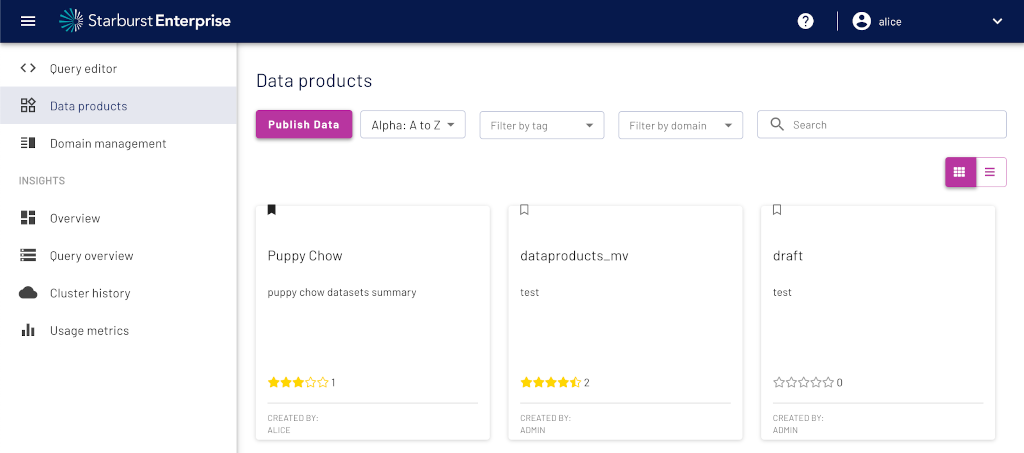 Starburst Enterprise
?
alice
Query editor
Data products
Domain management
INSIGHTS
Overview
Query overview
Cluster history
Usage metrics
Data products
Publish Data
Alpha: A to Z
Filter by tag
Filter by domain
Search
Puppy Chow
puppy chow datasets summary
1
CREATED BY:
ALICE
dataproducts_mv
test
2
CREATED BY:
ADMIN
draft
test
0
CREATED BY:
ADMIN